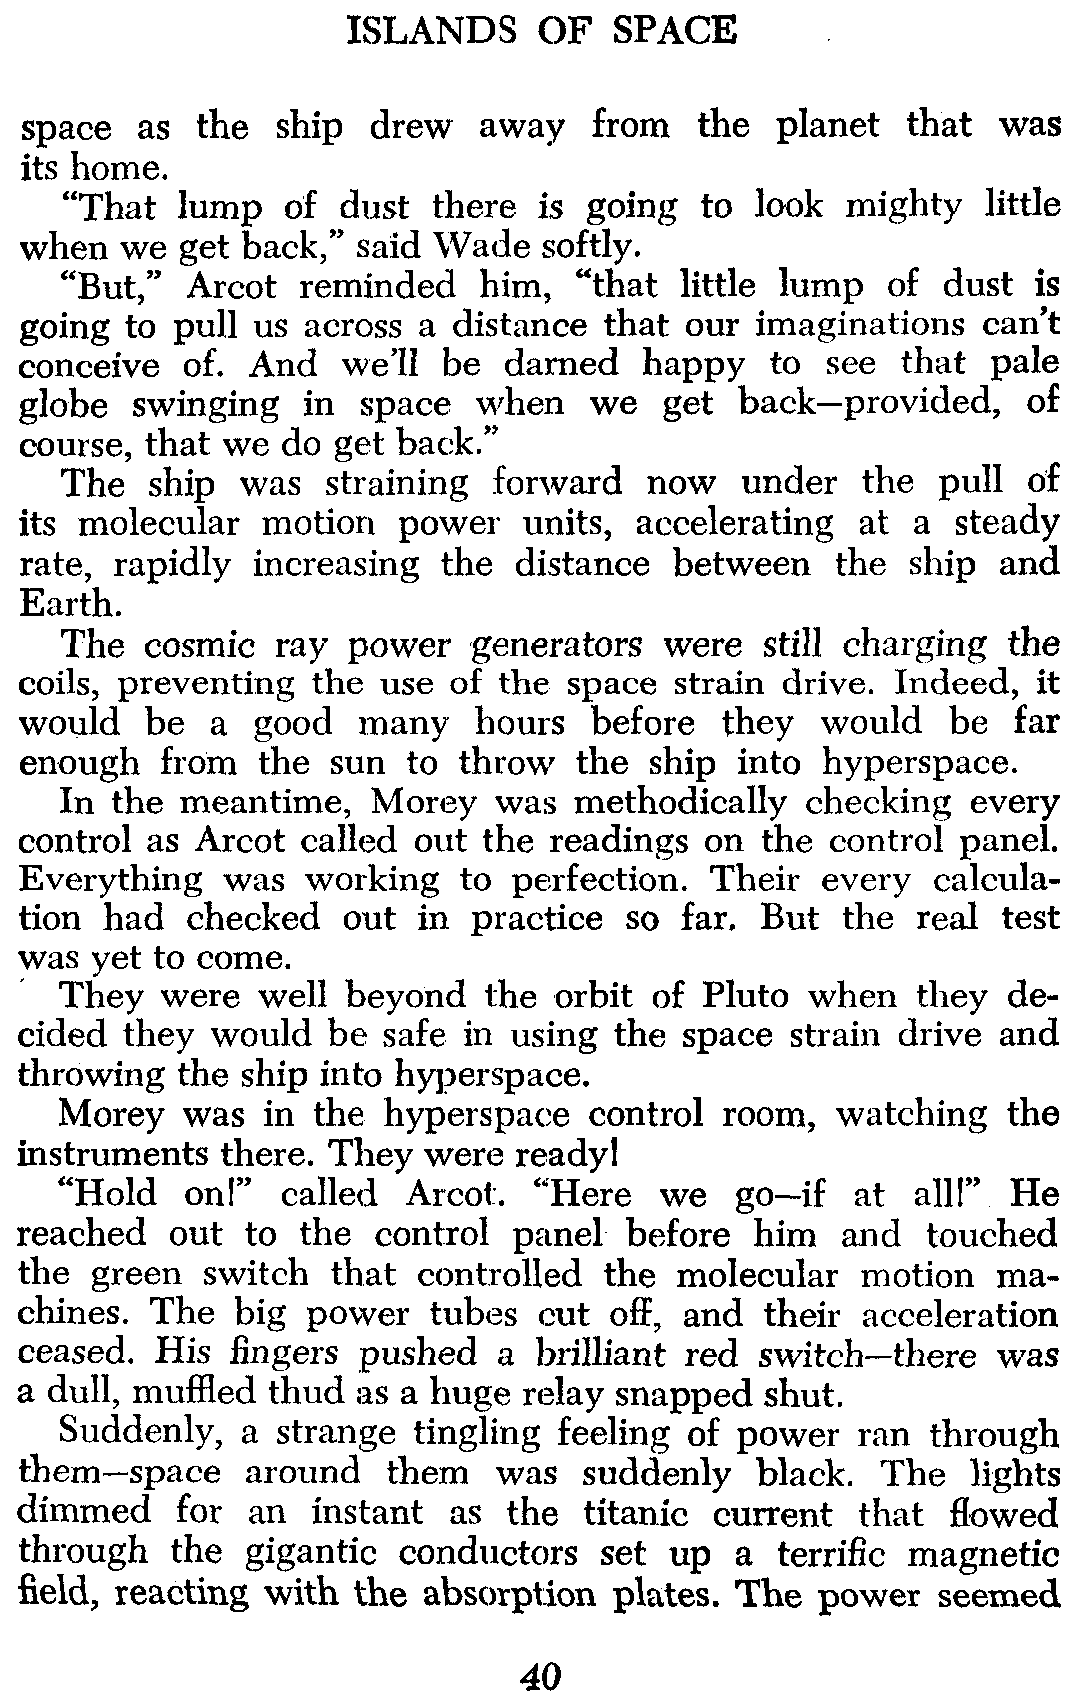 ISLANDS OF SPACE
space as the ship drew away from the planet that was
its home.
“That lump of dust there is going to look mighty little
when we get back,” said Wade softly.
“But,” Arcot reminded him, “that little lump of dust is
going to pull us across a distance that our imaginations can’t
conceive of. And we’ll be darned happy to see that pale
globe swinging in space when we get back—provided, of
course, that we do get back.”
The ship was straining forward now under the pull of
its molecular motion power units, accelerating at a steady
rate, rapidly increasing the distance between the ship and
Earth.
The cosmic ray power generators were still charging the
coils, preventing the use of the space strain drive. Indeed, it
would be a good many hours before they would be far
enough from the sun to throw the ship into hyperspace.
In the meantime, Morey was methodically checking every
control as Arcot called out the readings on the control panel.
Everything was working to perfection. Their every calcula-
tion had checked out in practice so far. But the real test
was yet to come.
They were well beyond the orbit of Pluto when they de-
cided they would be safe in using the space strain drive and
throwing the ship into hyperspace.
Morey was in the hyperspace control room, watching the
instruments there. They were ready!
“Hold on!” called Arcot. “Here we go—if at all!” He
reached out to the control panel before him and touched
the green switch that controlled the molecular motion ma-
chines. The big power tubes cut off, and their acceleration
ceased. His fingers pushed a brilliant red switch—there was
a dull, muffled thud as a huge relay snapped shut.
Suddenly, a strange tingling feeling of power ran through
them—space around them was suddenly black. The lights
dimmed for an instant as the titanic current that flowed
through the gigantic conductors set up a terrific magnetic
field, reacting with the absorption plates. The power seemed
40